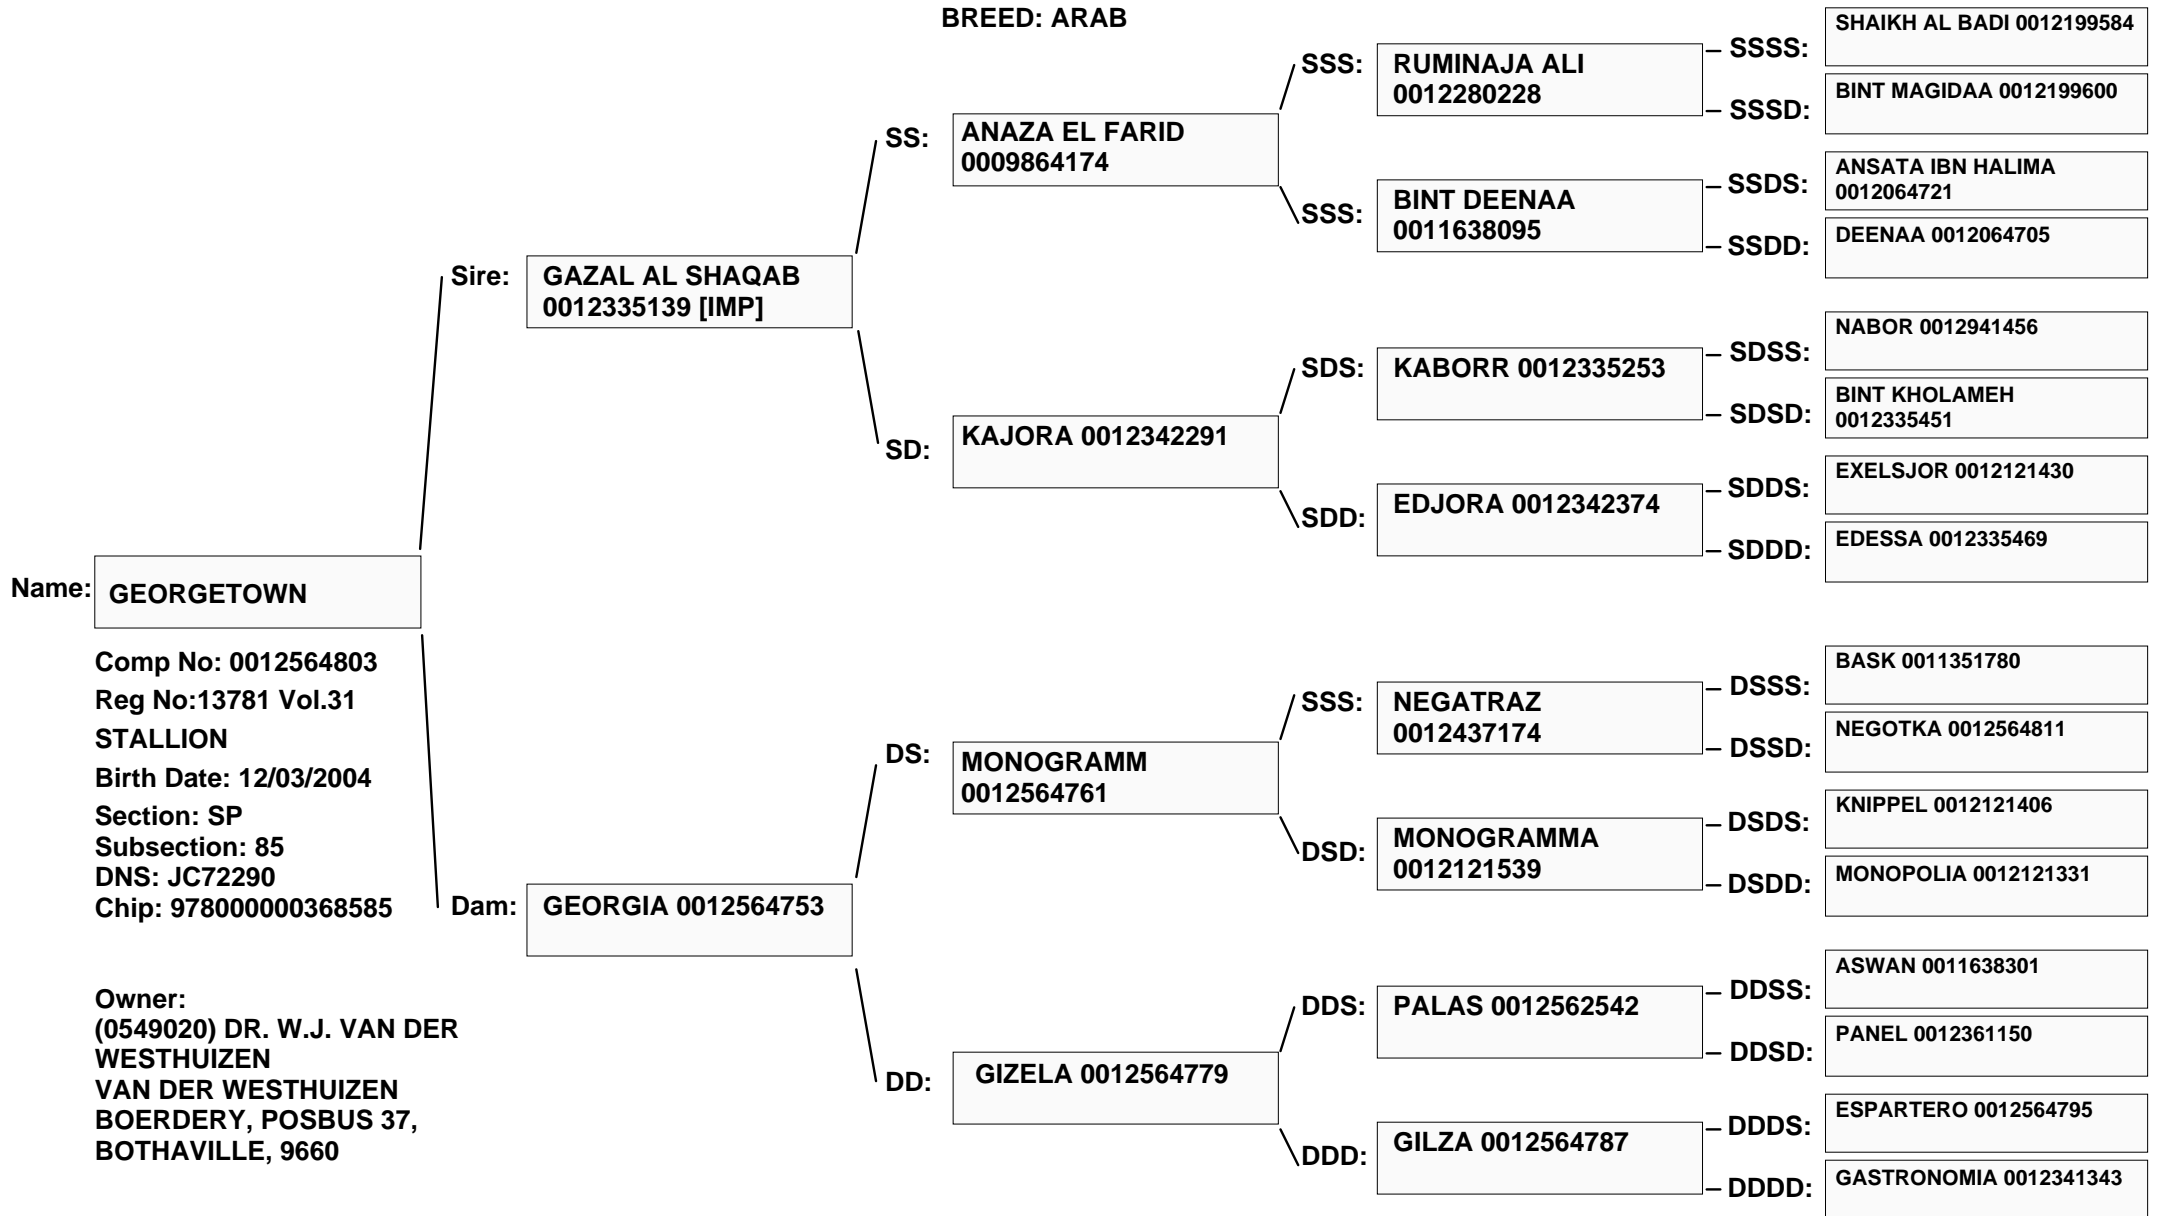 BREED: ARAB
Name:
GEORGETOWN
Comp No: 0012564803
Reg No:13781 Vol.31
STALLION
Birth Date: 12/03/2004
Section: SP
Subsection: 85
DNS: JC72290
Chip: 978000000368585
Owner:
(0549020) DR. W.J. VAN DER
WESTHUIZEN
VAN DER WESTHUIZEN
BOERDERY, POSBUS 37,
BOTHAVILLE, 9660
Sire:
GAZAL AL SHAQAB
0012335139 [IMP]
Dam:
GEORGIA 0012564753
SS:
ANAZA EL FARID
0009864174
SD:
KAJORA 0012342291
DS:
MONOGRAMM
0012564761
DD:
GIZELA 0012564779
SSS:
RUMINAJA ALI
0012280228
SSS:
BINT DEENAA
0011638095
SDS:
KABORR 0012335253
SDD:
EDJORA 0012342374
SSS:
NEGATRAZ
0012437174
DSD:
MONOGRAMMA
0012121539
DDS:
PALAS 0012562542
DDD:
GILZA 0012564787
SSSS:
SHAIKH AL BADI 0012199584
SSSD:
BINT MAGIDAA 0012199600
SSDS:
ANSATA IBN HALIMA
0012064721
SSDD:
DEENAA 0012064705
SDSS:
NABOR 0012941456
SDSD:
BINT KHOLAMEH
0012335451
SDDS:
EXELSJOR 0012121430
SDDD:
EDESSA 0012335469
DSSS:
BASK 0011351780
DSSD:
NEGOTKA 0012564811
DSDS:
KNIPPEL 0012121406
DSDD:
MONOPOLIA 0012121331
DDSS:
ASWAN 0011638301
DDSD:
PANEL 0012361150
DDDS:
ESPARTERO 0012564795
DDDD:
GASTRONOMIA 0012341343